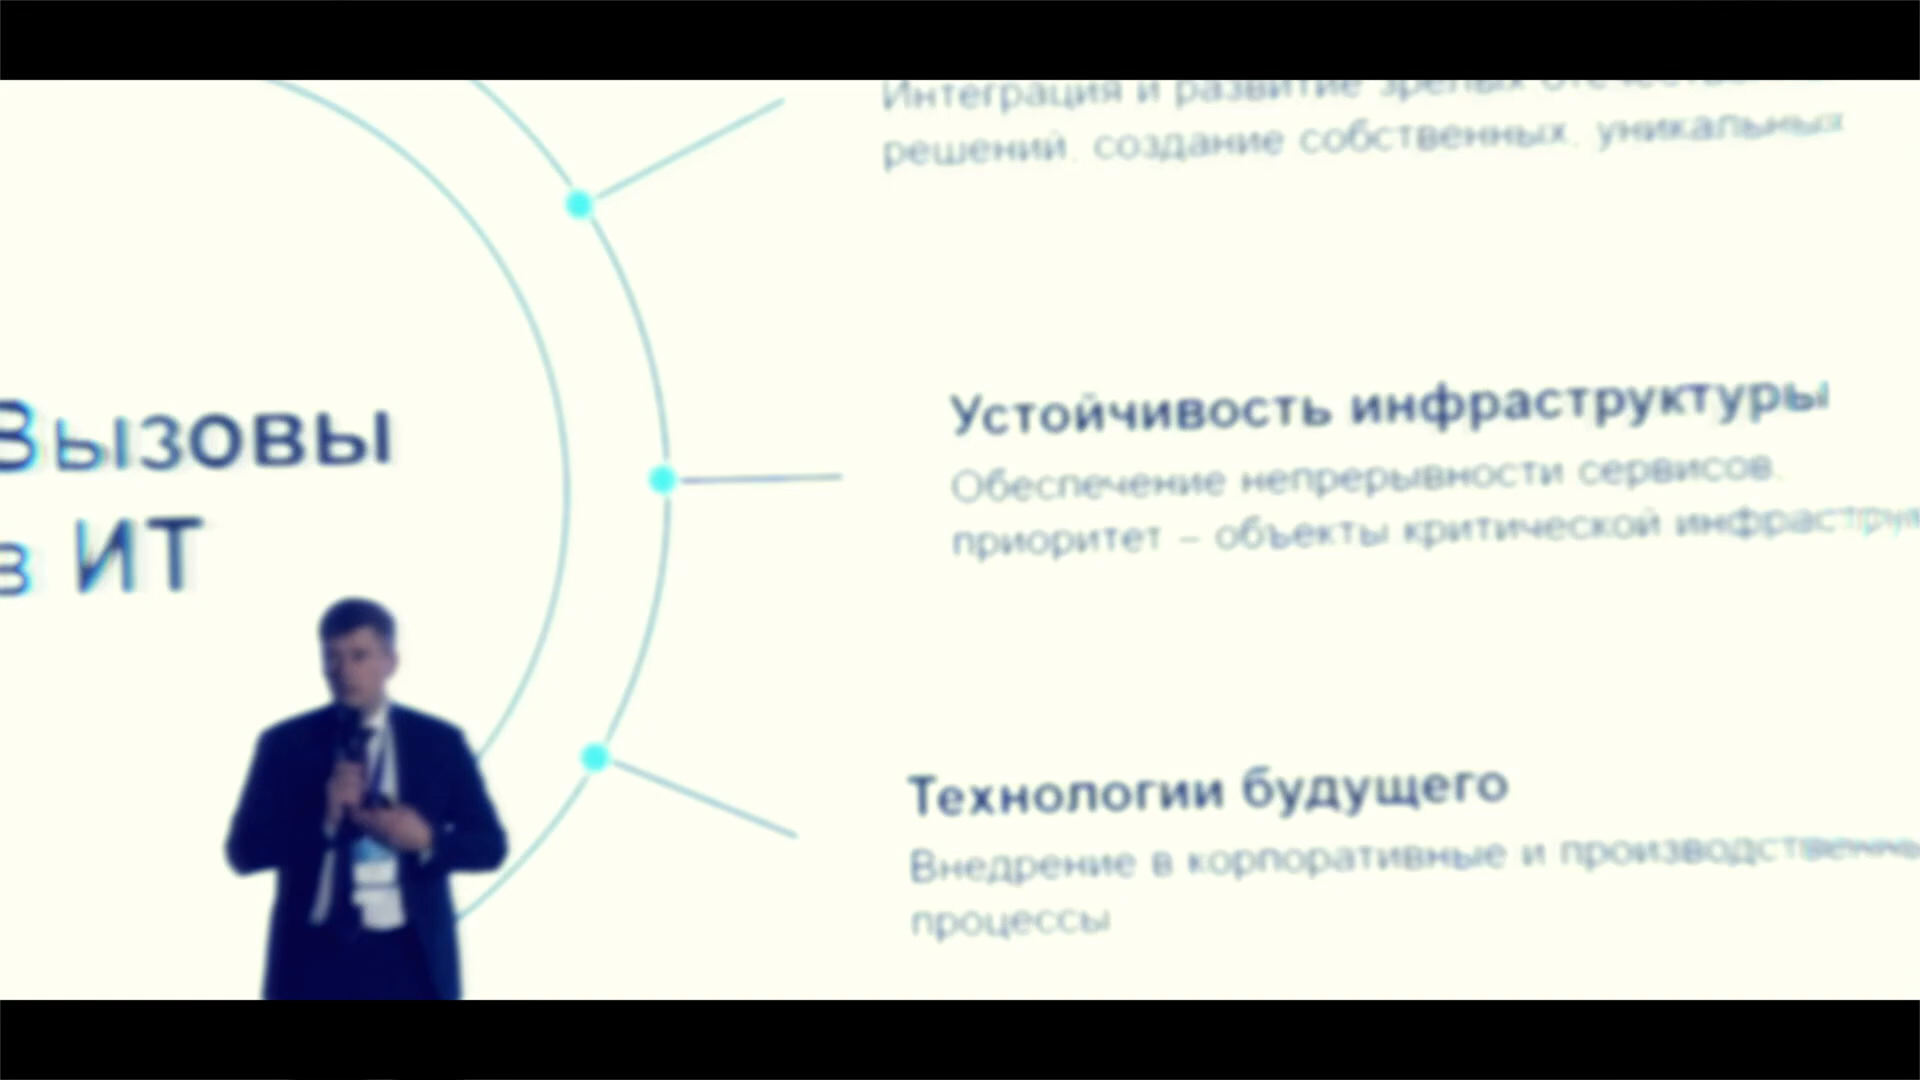 Интеграция и развитие зрелых
решений, создание собственных, уникальных
Вызовы
в ИТ
Устойчивость инфраструктуры
Обеспечение непрерывности сервисов,
приоритет – объекты критической
Технологии будущего
Внедрение в корпоративные и
процессы